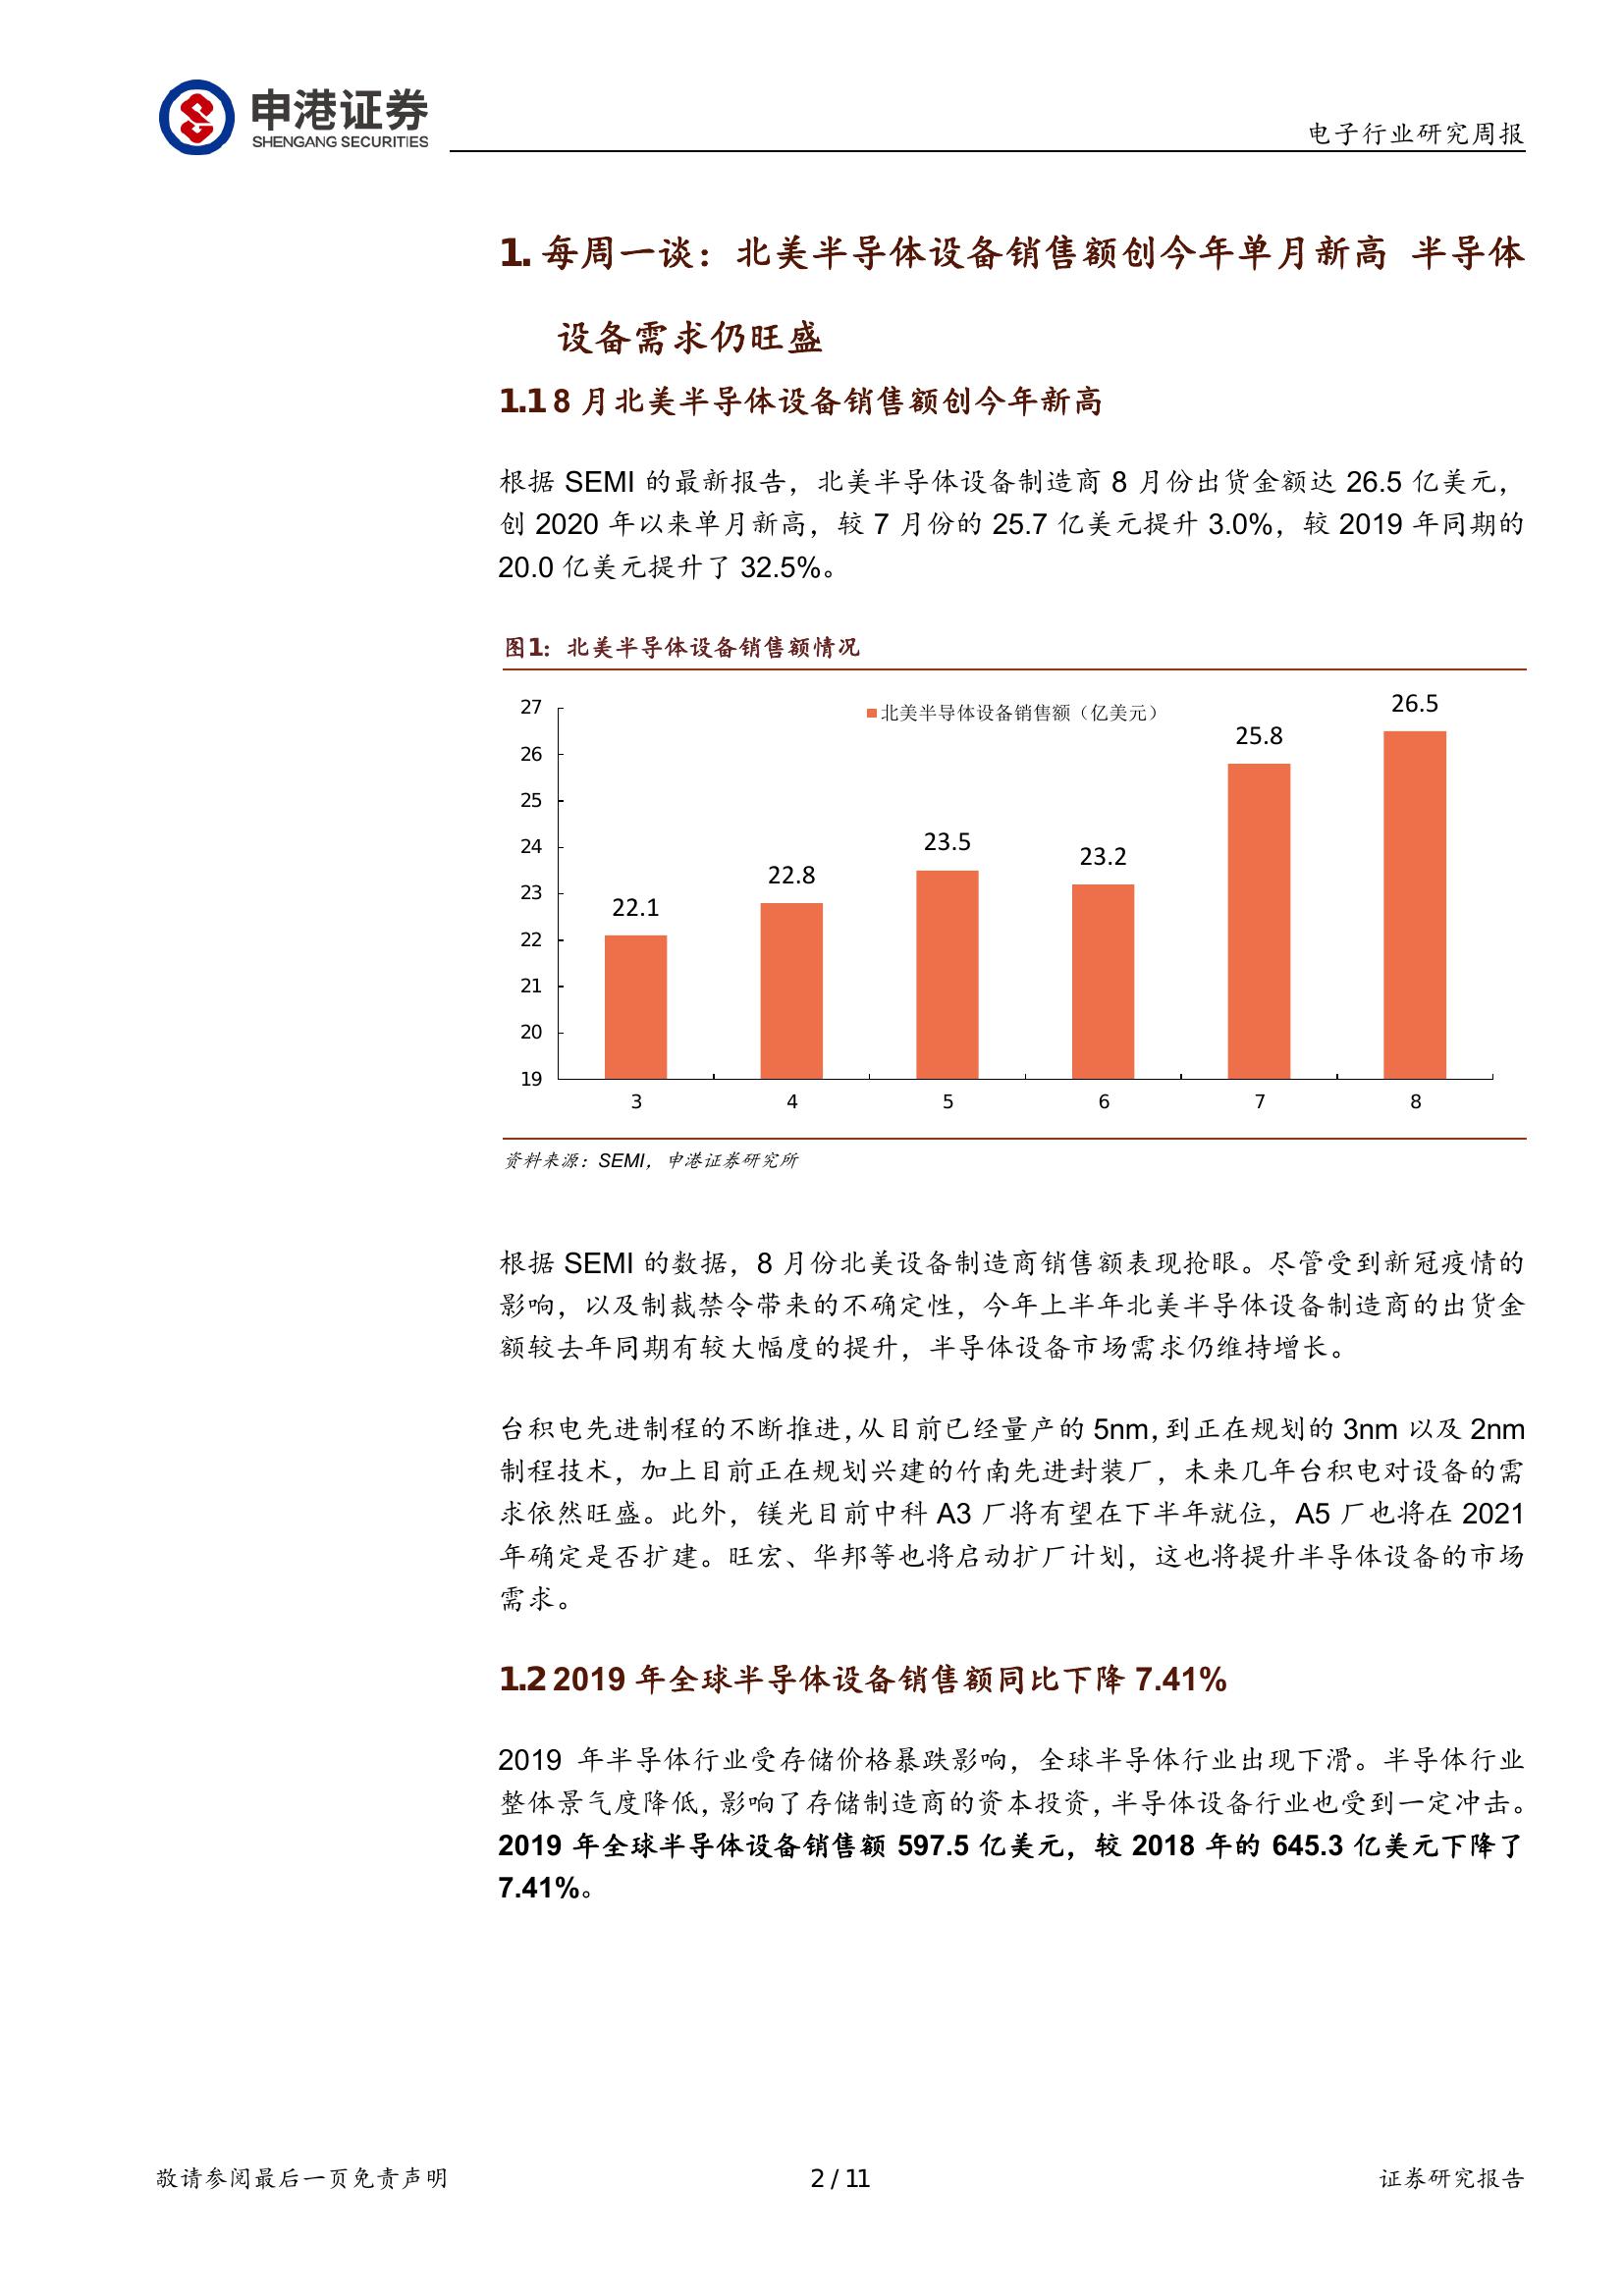 申港证券
SHENGANG SECURITIES
电子行业研究周报
1. 每周一谈：北美半导体设备销售额创今年单月新高 半导体
设备需求仍旺盛
1.1 8 月北美半导体设备销售额创今年新高
根据 SEMI 的最新报告，北美半导体设备制造商 8 月份出货金额达 26.5 亿美元，
创 2020 年以来单月新高，较 7 月份的 25.7 亿美元提升 3.0%，较 2019 年同期的
20.0 亿美元提升了 32.5%。
图1：北美半导体设备销售额情况
北美半导体设备销售额（亿美元）
27
26
25
24
23
22
21
20
19
22.1
22.8
23.5
23.2
25.8
26.5
3 4 5 6 7 8
资料来源：SEMI，申港证券研究所
根据 SEMI 的数据，8 月份北美设备制造商销售额表现抢眼。尽管受到新冠疫情的
影响，以及制裁禁令带来的不确定性，今年上半年北美半导体设备制造商的出货金
额较去年同期有较大幅度的提升，半导体设备市场需求仍维持增长。
台积电先进制程的不断推进，从目前已经量产的 5nm，到正在规划的 3nm 以及 2nm
制程技术，加上目前正在规划兴建的竹南先进封装厂，未来几年台积电对设备的需
求依然旺盛。此外，镁光目前中科 A3 厂将有望在下半年就位，A5 厂也将在 2021
年确定是否扩建。旺宏、华邦等也将启动扩厂计划，这也将提升半导体设备的市场
需求。
1.2 2019 年全球半导体设备销售额同比下降 7.41%
2019 年半导体行业受存储价格暴跌影响，全球半导体行业出现下滑。半导体行业
整体景气度降低，影响了存储制造商的资本投资，半导体设备行业也受到一定冲击。
2019 年全球半导体设备销售额 597.5 亿美元，较 2018 年的 645.3 亿美元下降了
7.41%。
敬请参阅最后一页免责声明
2 / 11
证券研究报告